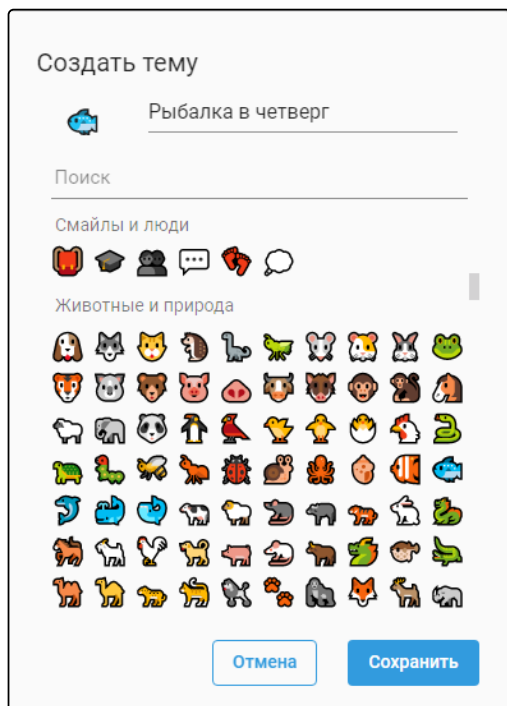 Создать тему
Рыбалка в четверг
Поиск
Смайлы и люди
Животные и природа
Отмена
Сохранить